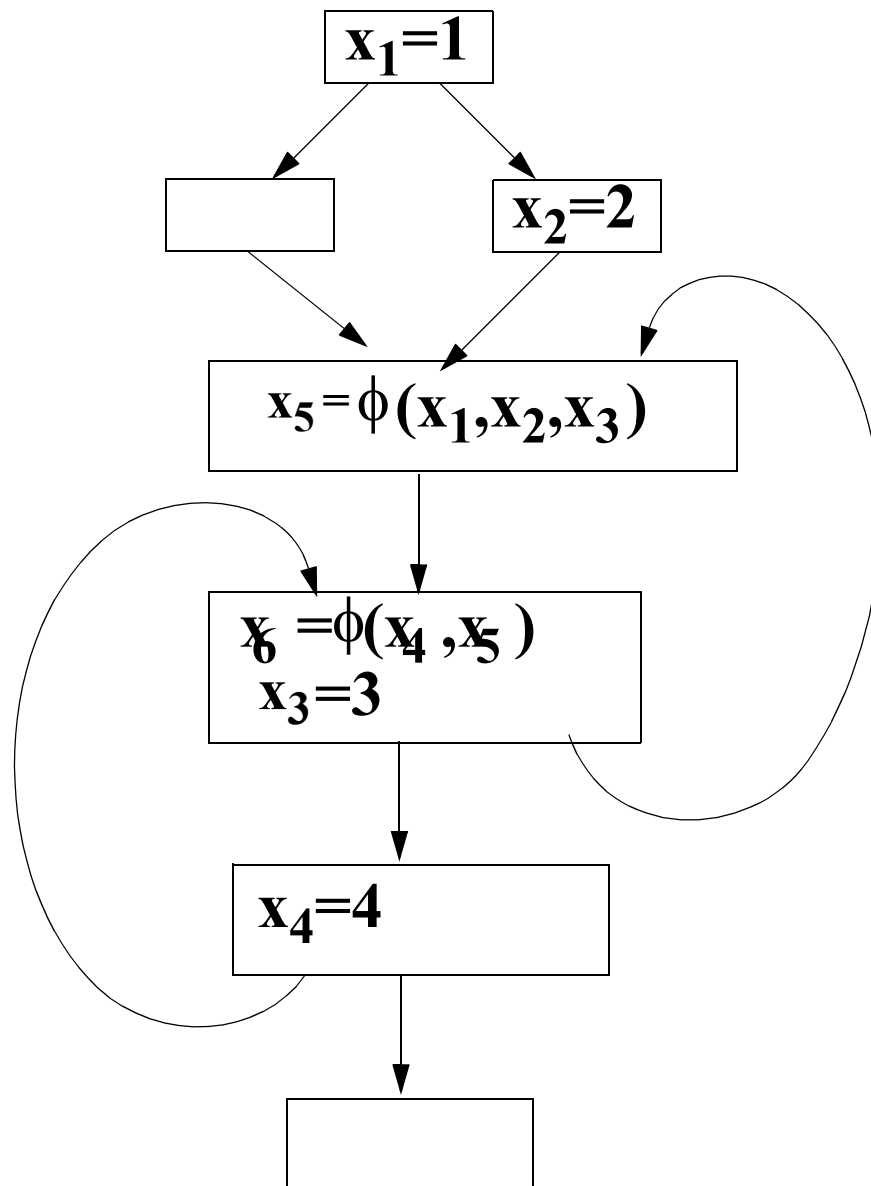 x₁=1
x₂=2
x₅=ϕ(x₁,x₂,x₃)
x₆=ϕ(x₄,x₅)
x₃=3
x₄=4